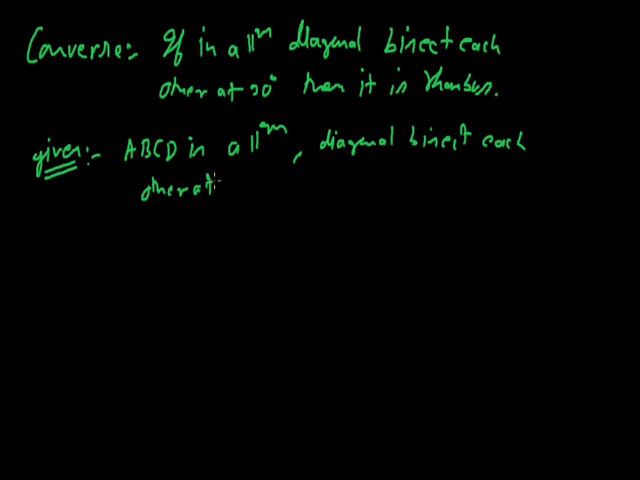 Converse:- If in a ||m diagonal bisect each
other at 90° then it is rhombus.
given:- ABCD is a ||gm, diagonal bisect each
other at